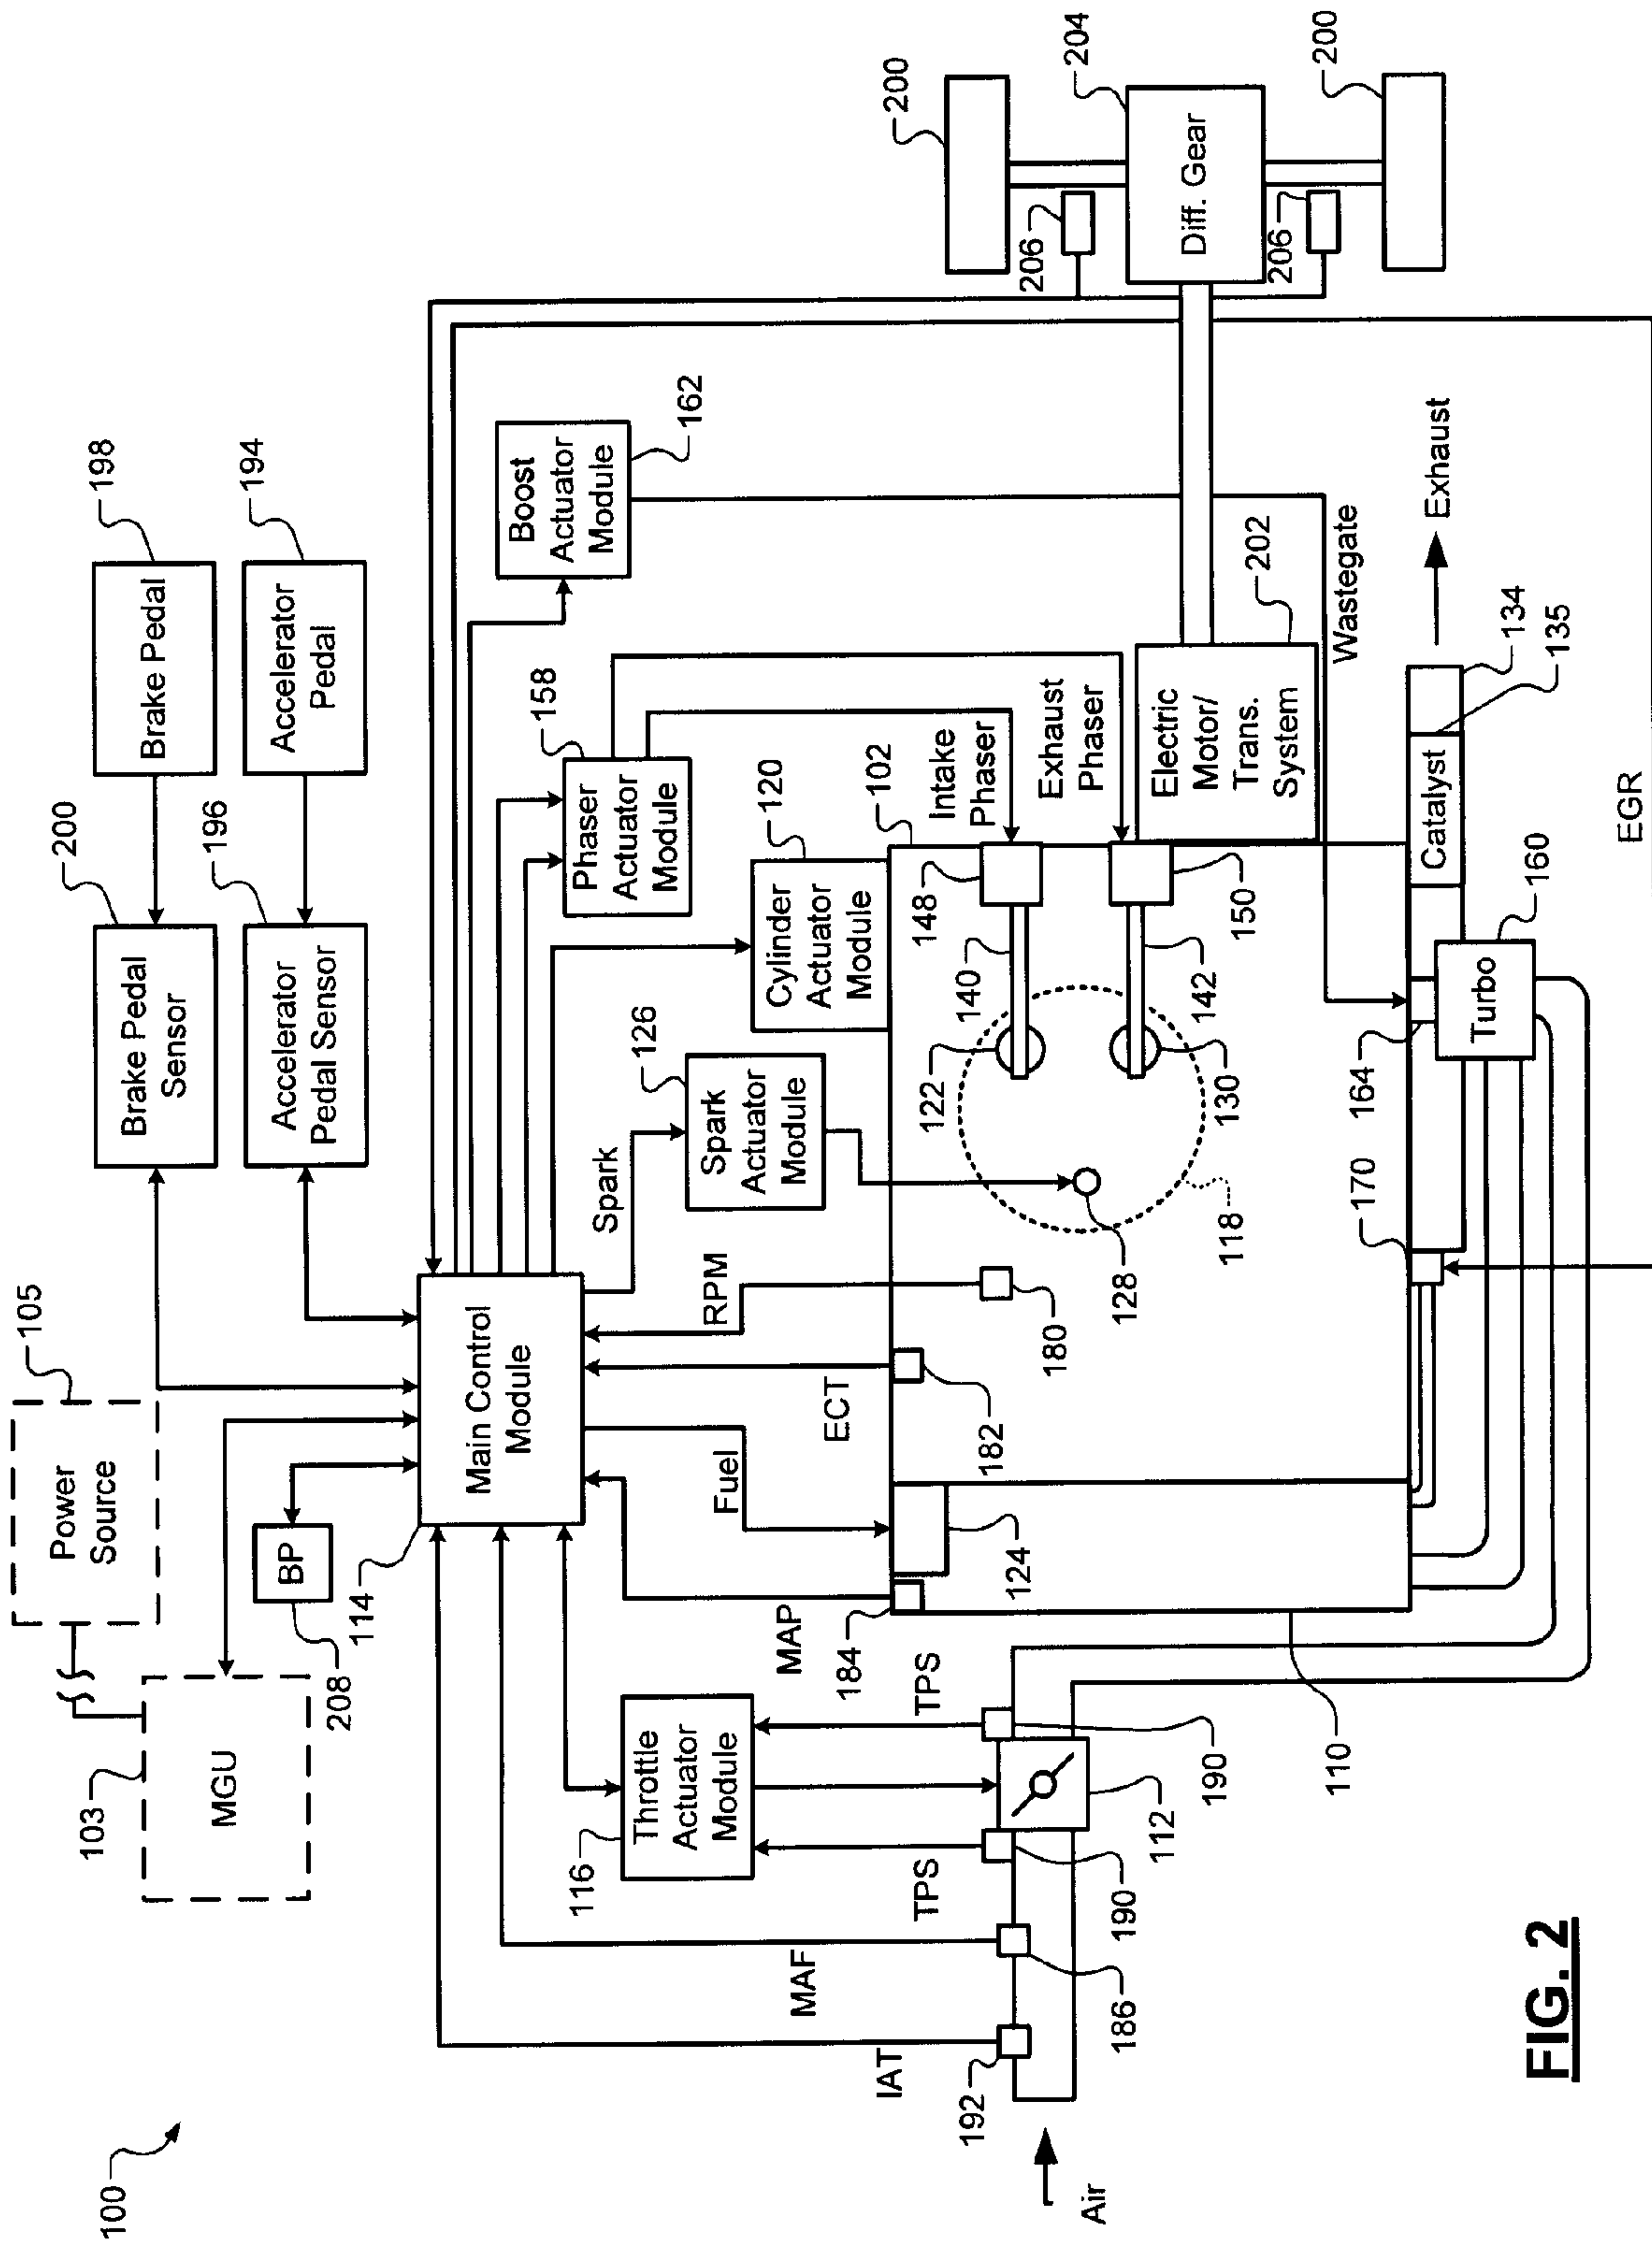 100
103
MGU
Power
Source
105
BP
208
114
Main Control
Module
Brake Pedal
Sensor
200
Brake Pedal
198
Accelerator
Pedal Sensor
196
Accelerator
Pedal
194
Throttle
Actuator
Module
116
IAT
MAF
TPS
TPS
MAP
Fuel
ECT
RPM
Spark
Spark
Actuator
Module
126
Cylinder
Actuator
Module
120
Phaser
Actuator
Module
158
Boost
Actuator
Module
162
102
Intake
Phaser
Exhaust
Phaser
Electric
Motor/
Trans.
System
202
Wastegate
200
204
Diff. Gear
206
206
200
Air
192
186
190
112
190
184
110
124
182
180
128
118
122
130
140
142
148
150
170
164
Turbo
160
Catalyst
134
135
Exhaust
EGR
FIG. 2